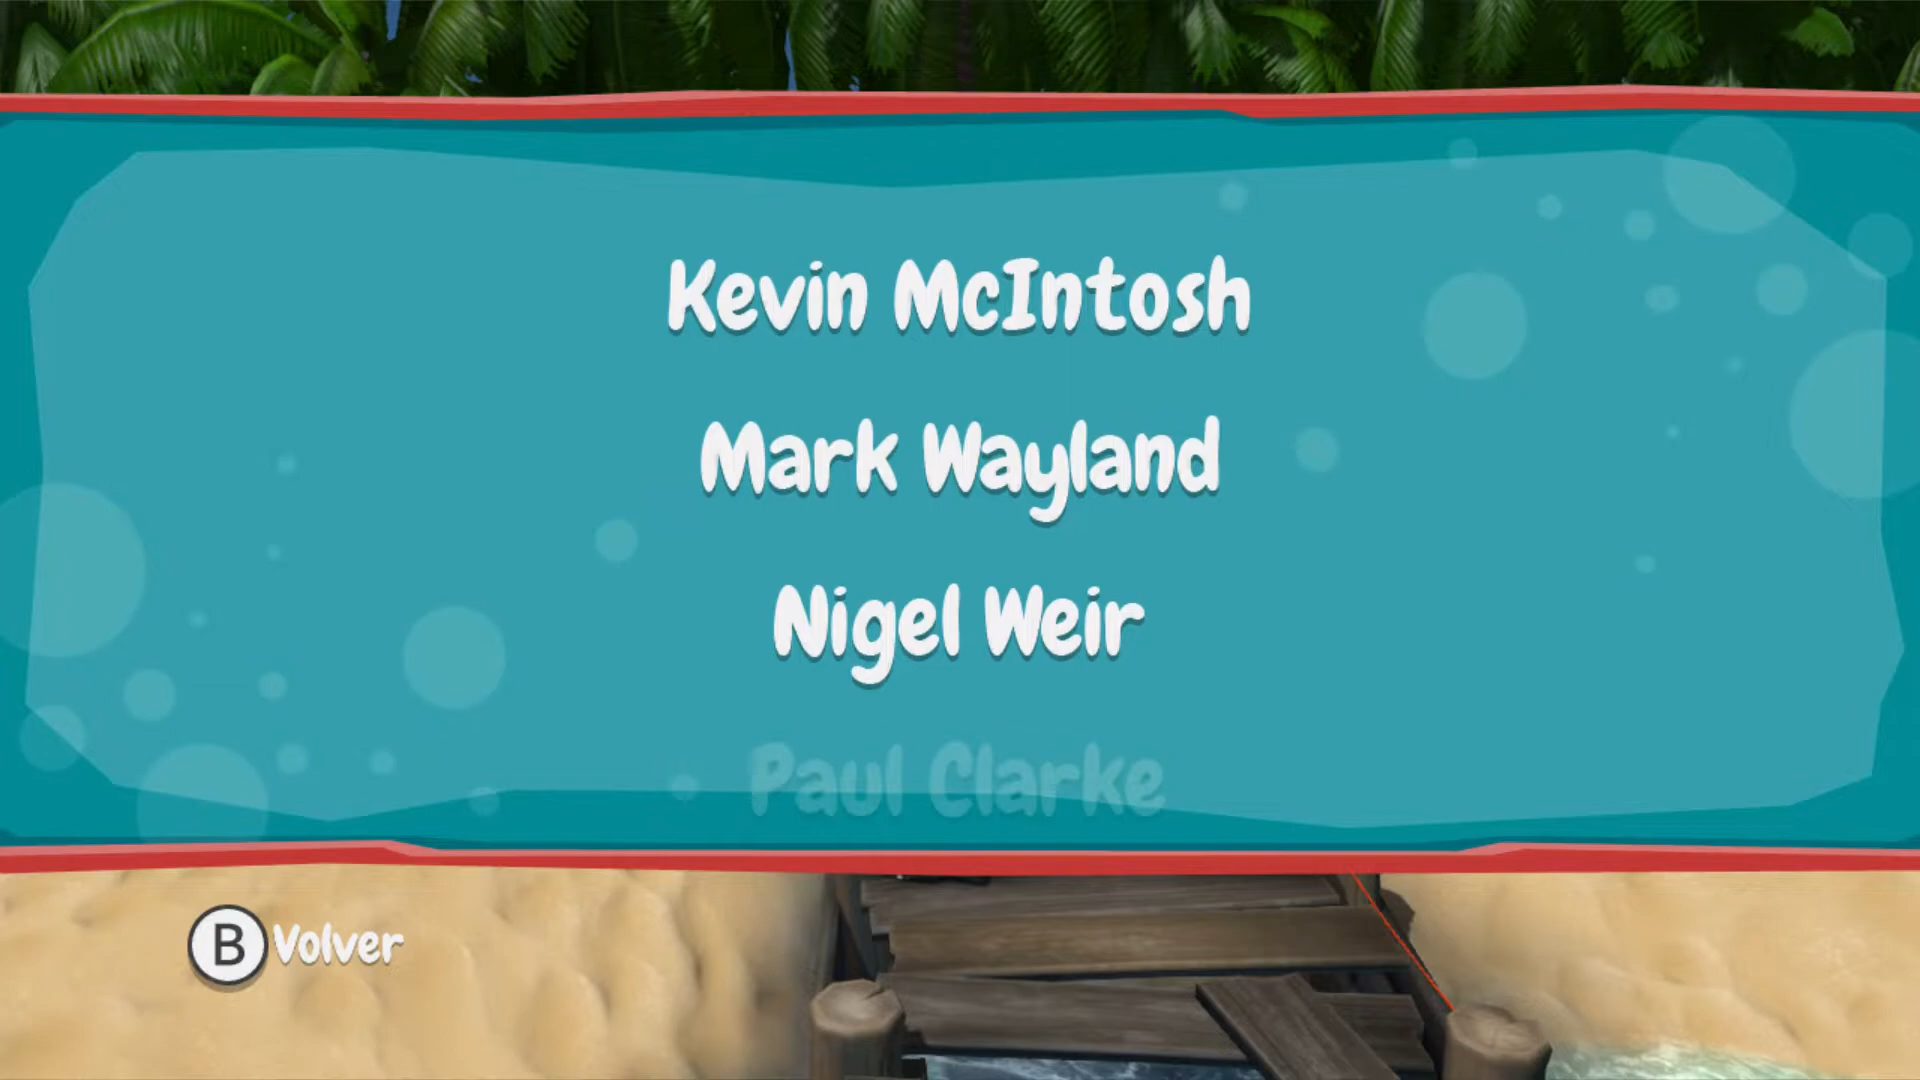 Kevin McIntosh
Mark Wayland
Nigel Weir
Paul Clarke
B Volver